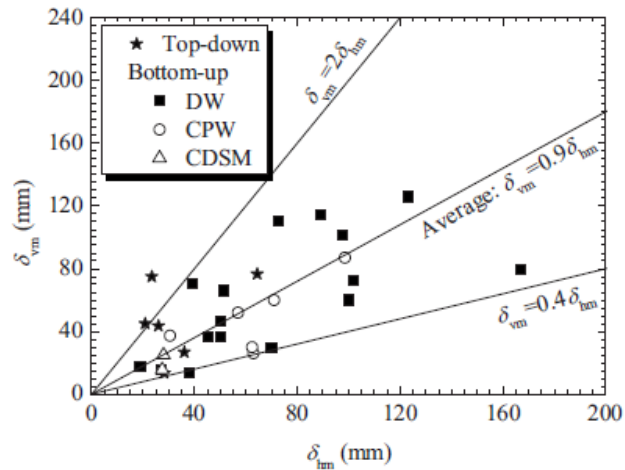 240
200
160
120
80
40
0
δvm (mm)
Top-down
Bottom-up
DW
CPW
CDSM
δvm=2δhm
Average: δvm=0.9δhm
δvm=0.4δhm
0 40 80 120 160 200
δhm (mm)